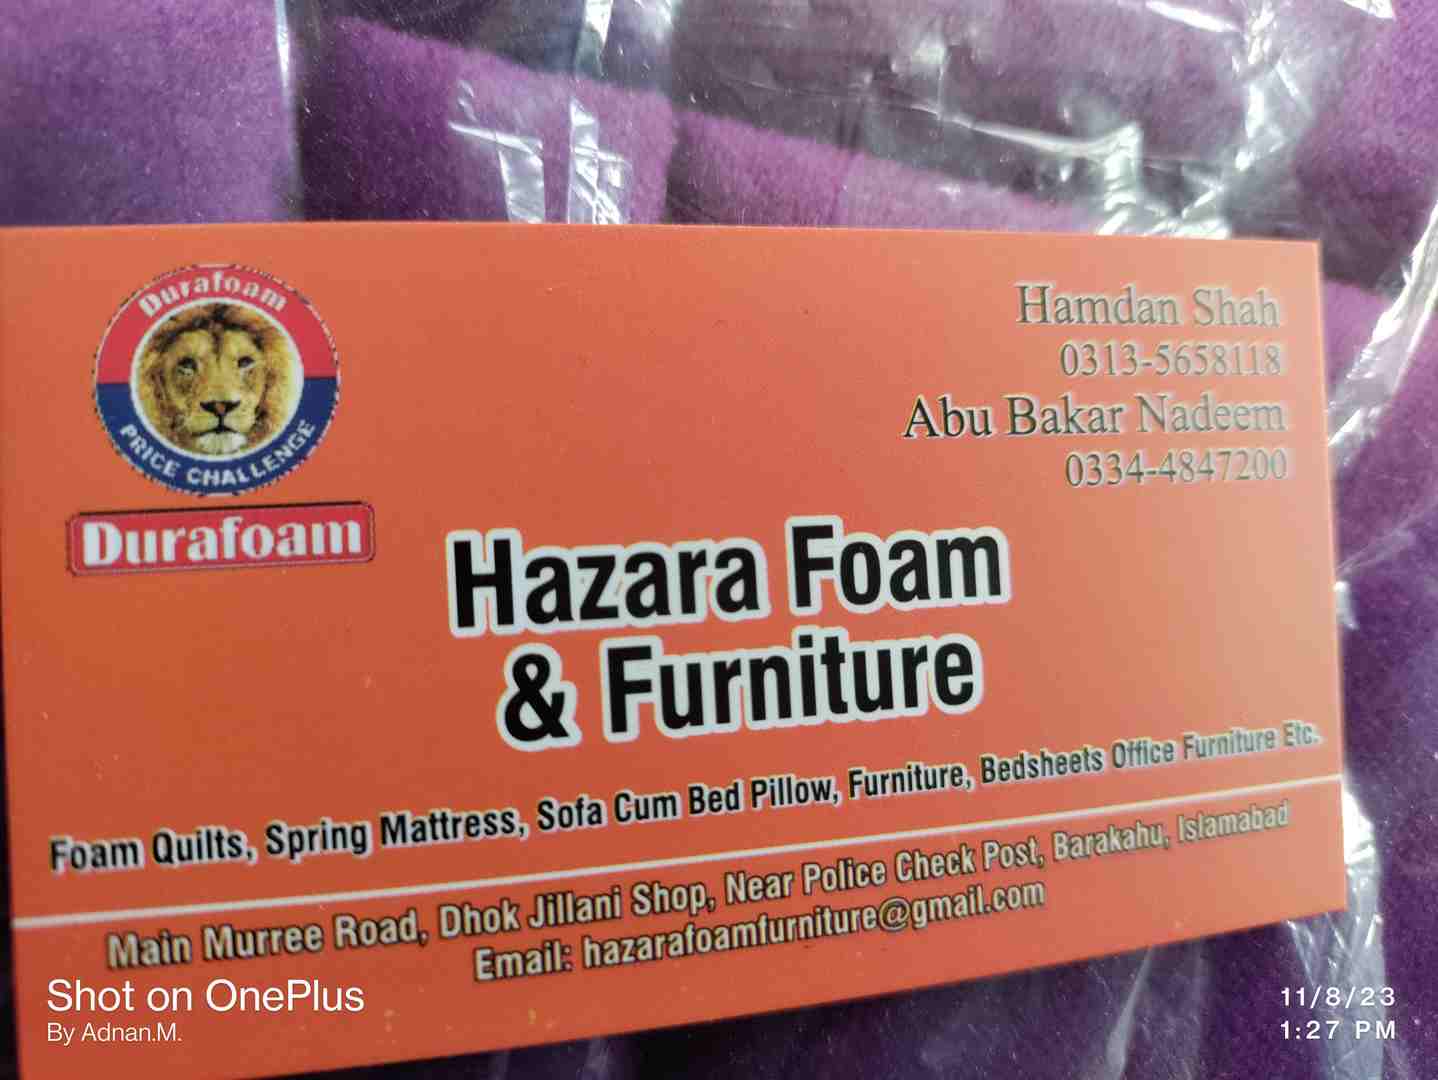 Durafoam
PRICE CHALLENGE
Durafoam
Hamdan Shah
0313-5658118
Abu Bakar Nadeem
0334-4847200
Hazara Foam
& Furniture
Foam Quilts, Spring Mattress, Sofa Cum Bed Pillow, Furniture, Bedsheets Office Furniture Etc.
Main Murree Road, Dhok Jillani Shop, Near Police Check Post, Barakahu, Islamabad
Email: hazarafoamfurniture@gmail.com
Shot on OnePlus
By Adnan.M.
11/8/23
1:27 PM